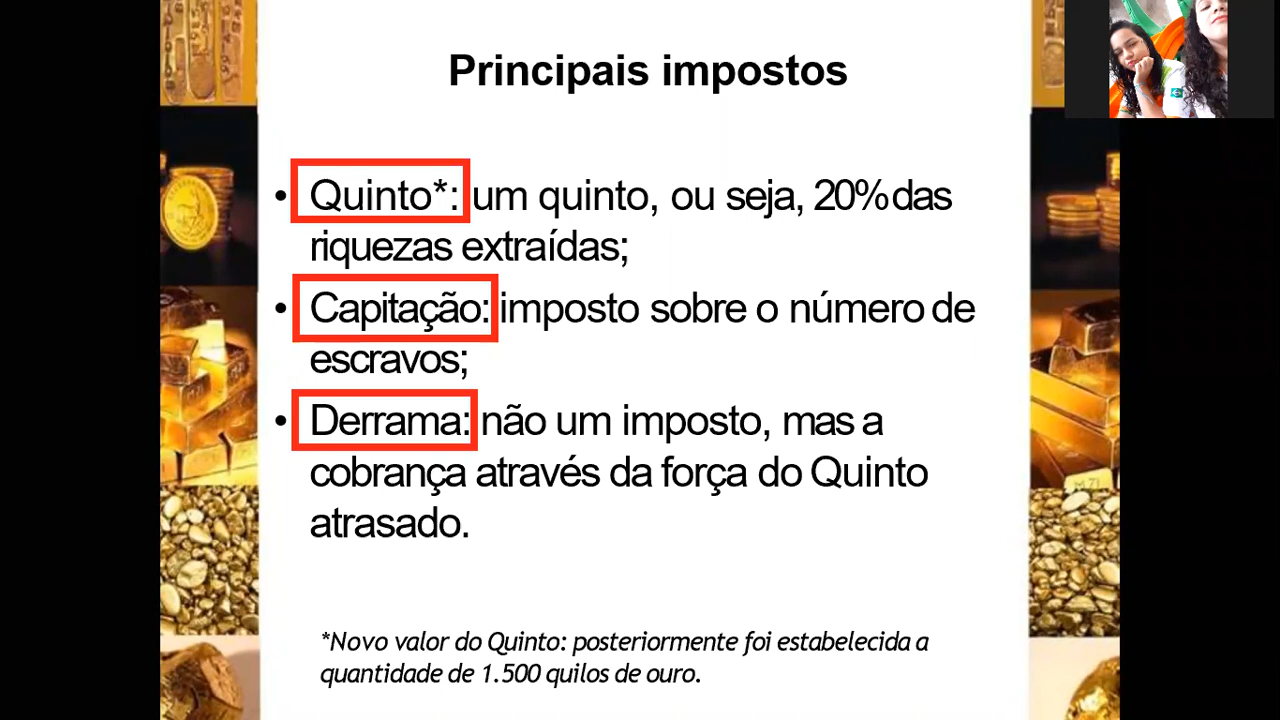 Principais impostos
• Quinto*: um quinto, ou seja, 20% das
riquezas extraídas;
• Capitação: imposto sobre o número de
escravos;
• Derrama: não um imposto, mas a
cobrança através da força do Quinto
atrasado.
*Novo valor do Quinto: posteriormente foi estabelecida a
quantidade de 1.500 quilos de ouro.